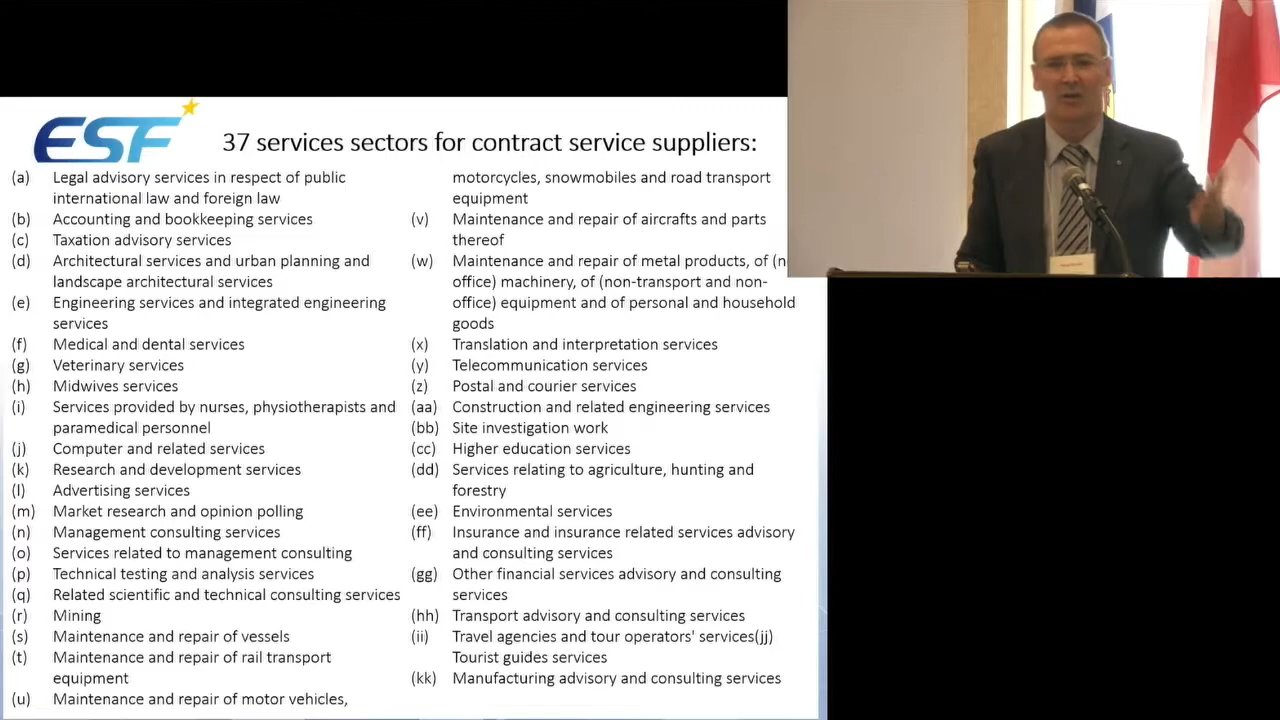 ESF
37 services sectors for contract service suppliers:
(a) Legal advisory services in respect of public
international law and foreign law
(b) Accounting and bookkeeping services
(c) Taxation advisory services
(d) Architectural services and urban planning and
landscape architectural services
(e) Engineering services and integrated engineering
services
(f) Medical and dental services
(g) Veterinary services
(h) Midwives services
(i) Services provided by nurses, physiotherapists and
paramedical personnel
(j) Computer and related services
(k) Research and development services
(l) Advertising services
(m) Market research and opinion polling
(n) Management consulting services
(o) Services related to management consulting
(p) Technical testing and analysis services
(q) Related scientific and technical consulting services
(r) Mining
(s) Maintenance and repair of vessels
(t) Maintenance and repair of rail transport
equipment
(u) Maintenance and repair of motor vehicles,
motorcycles, snowmobiles and road transport
equipment
(v) Maintenance and repair of aircrafts and parts
thereof
(w) Maintenance and repair of metal products, of
office) machinery, of (non-transport and non-
office) equipment and of personal and household
goods
(x) Translation and interpretation services
(y) Telecommunication services
(z) Postal and courier services
(aa) Construction and related engineering services
(bb) Site investigation work
(cc) Higher education services
(dd) Services relating to agriculture, hunting and
forestry
(ee) Environmental services
(ff) Insurance and insurance related services advisory
and consulting services
(gg) Other financial services advisory and consulting
services
(hh) Transport advisory and consulting services
(ii) Travel agencies and tour operators' services(jj)
Tourist guides services
(kk) Manufacturing advisory and consulting services